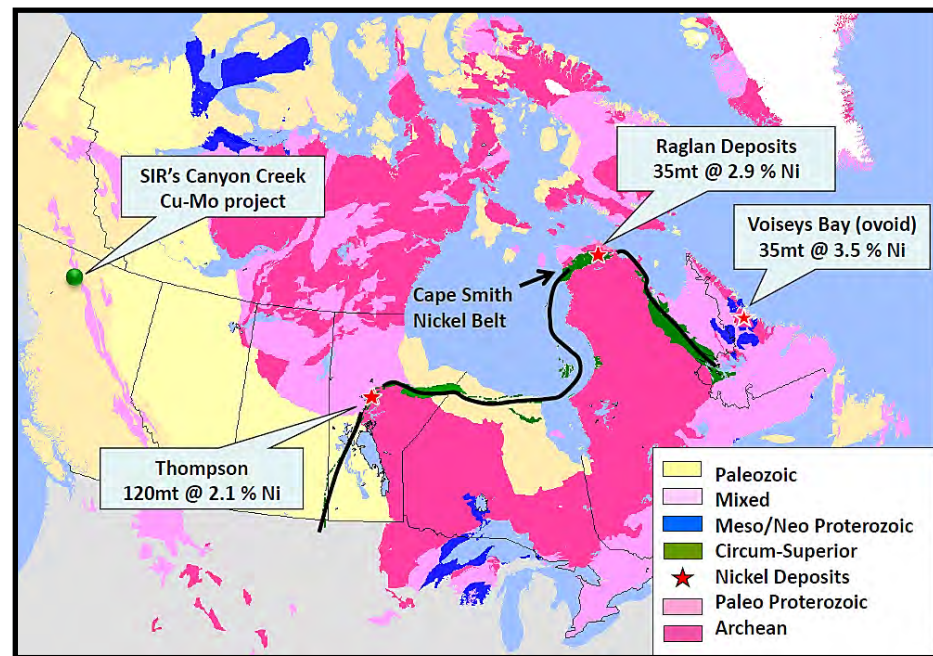 SIR's Canyon Creek
Cu-Mo project
Raglan Deposits
35mt @ 2.9 % Ni
Voiseys Bay (ovoid)
35mt @ 3.5 % Ni
Cape Smith
Nickel Belt
Thompson
120mt @ 2.1 % Ni
Paleozoic
Mixed
Meso/Neo Proterozoic
Circum-Superior
Nickel Deposits
Paleo Proterozoic
Archean